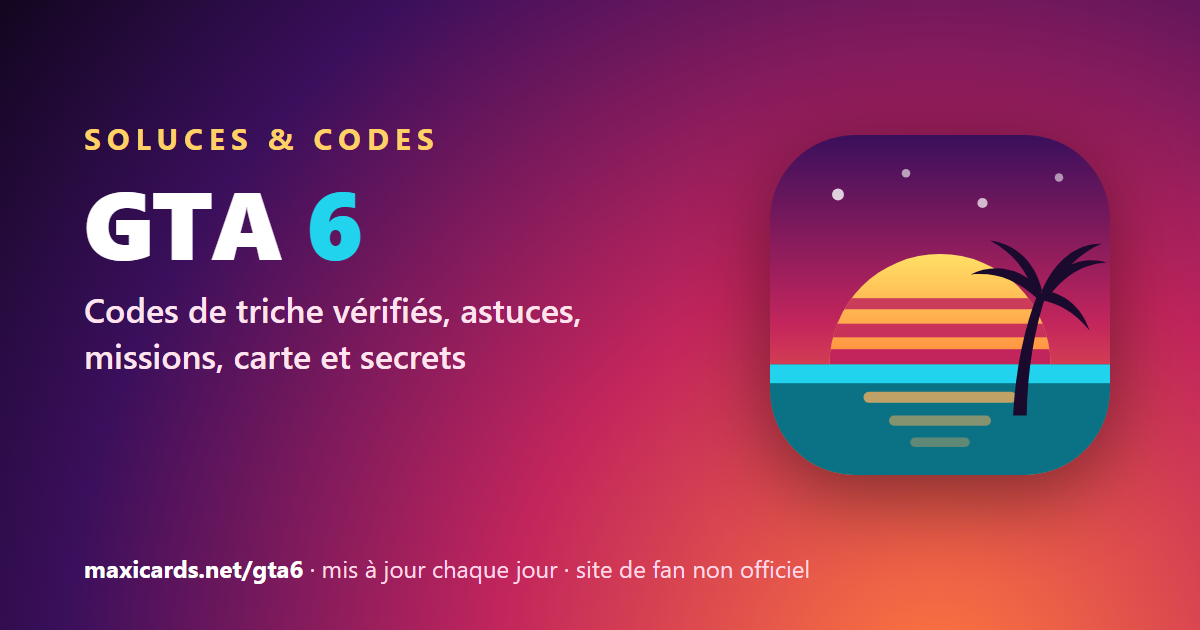 SOLUCES & CODES
GTA 6
Codes de triche vérifiés, astuces,
missions, carte et secrets
maxicards.net/gta6 · mis à jour chaque jour · site de fan non officiel